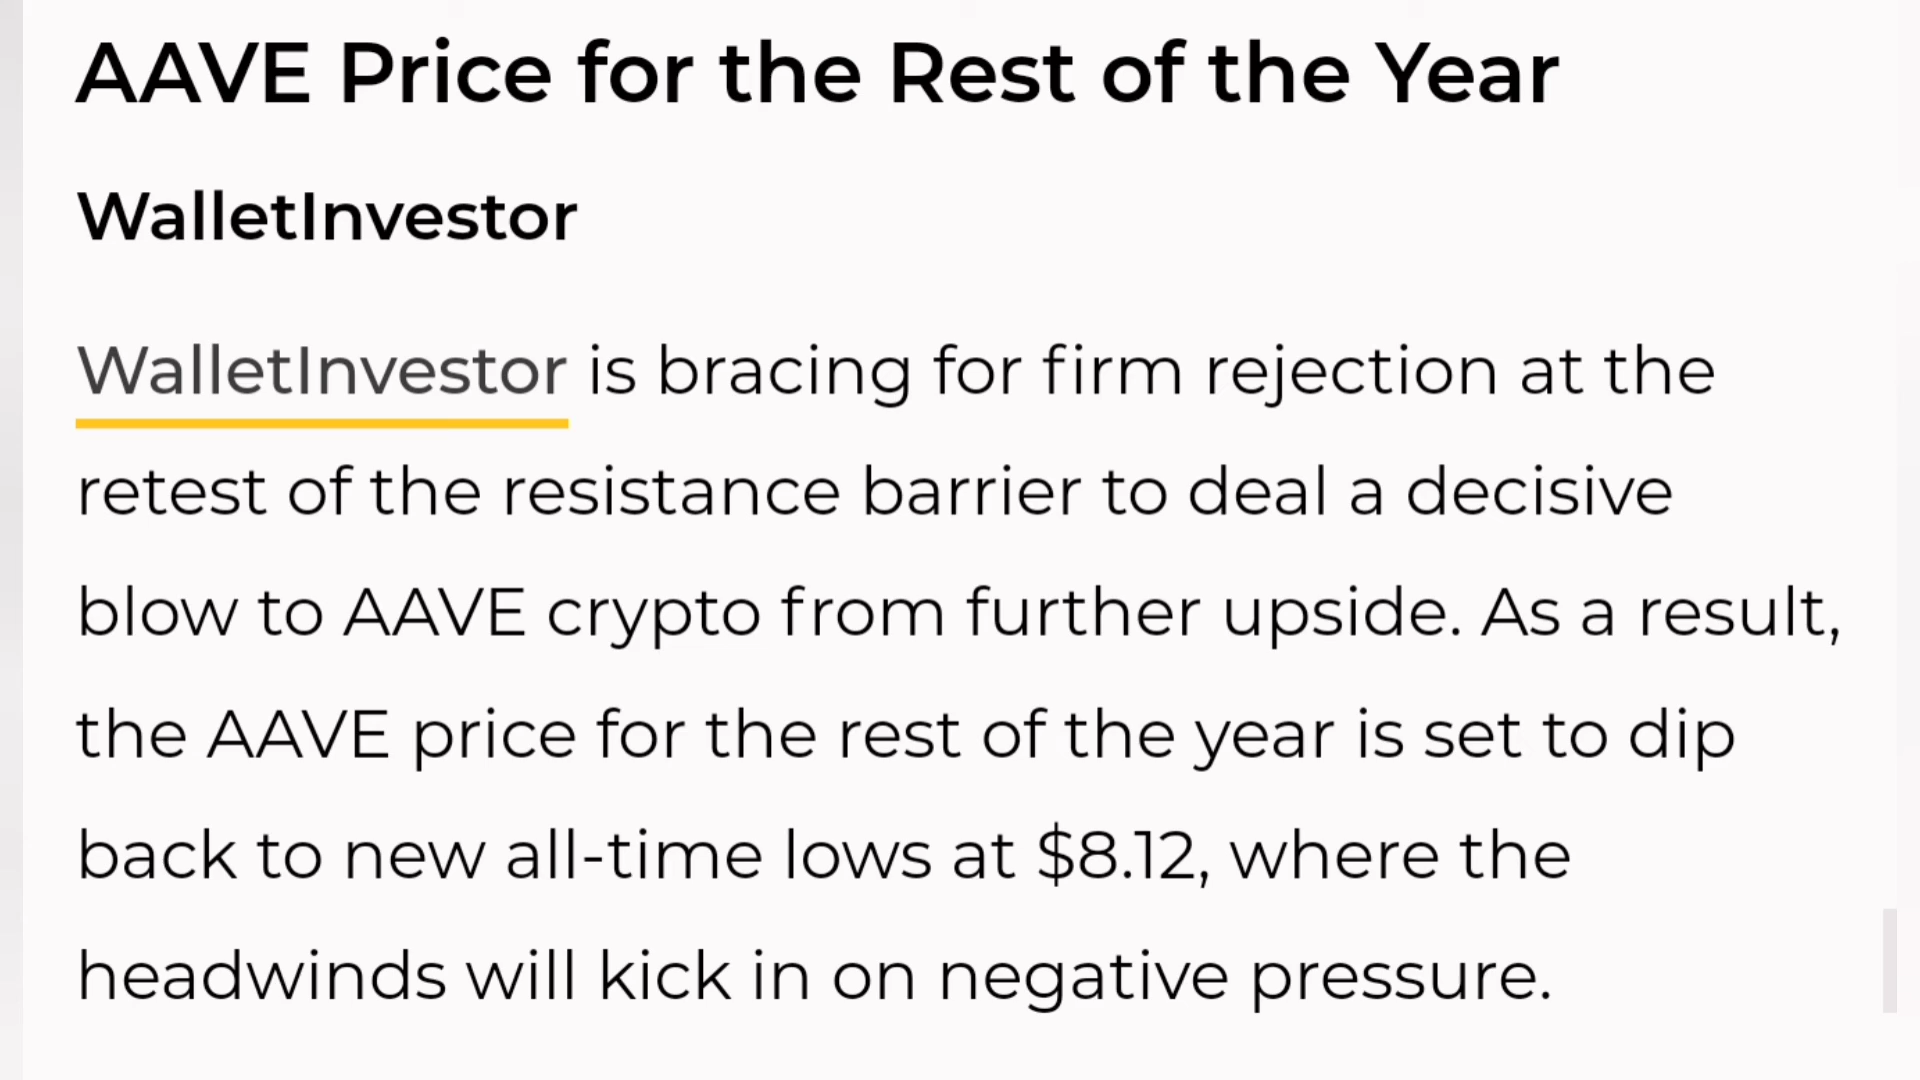 AAVE Price for the Rest of the Year
WalletInvestor
WalletInvestor is bracing for firm rejection at the
retest of the resistance barrier to deal a decisive
blow to AAVE crypto from further upside. As a result,
the AAVE price for the rest of the year is set to dip
back to new all-time lows at $8.12, where the
headwinds will kick in on negative pressure.